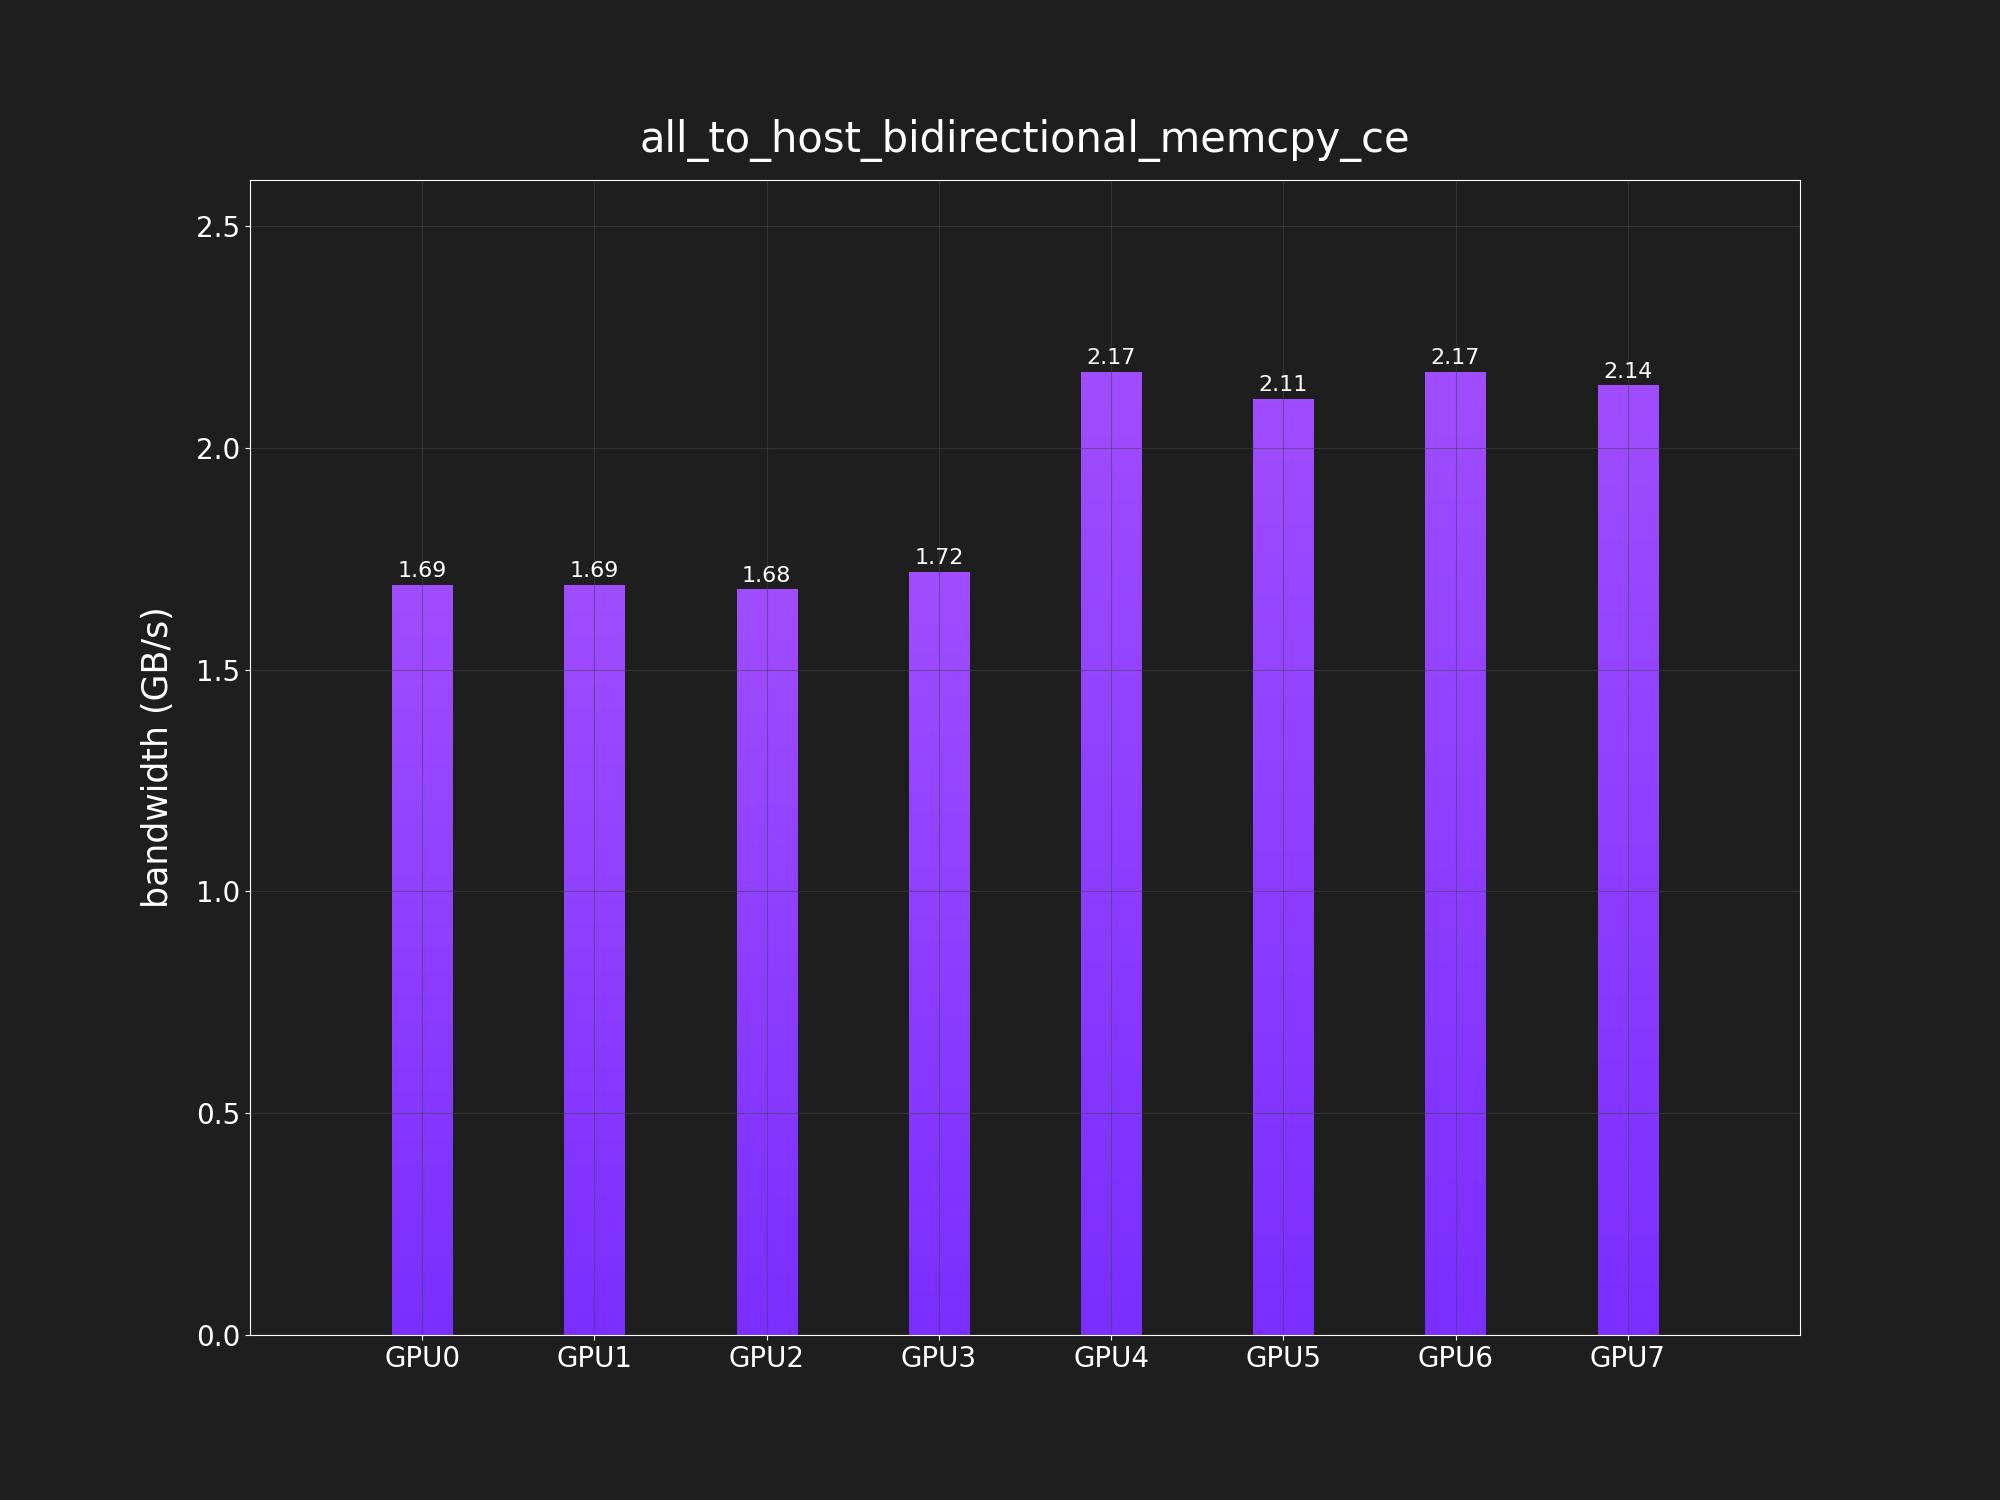 all_to_host_bidirectional_memcpy_ce
bandwidth (GB/s)
2.5
2.0
1.5
1.0
0.5
0.0
1.69
1.69
1.68
1.72
2.17
2.11
2.17
2.14
GPU0
GPU1
GPU2
GPU3
GPU4
GPU5
GPU6
GPU7